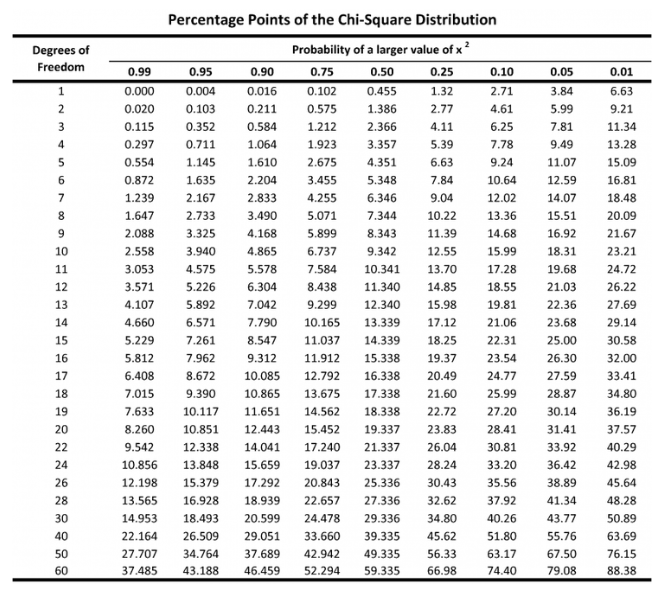 Percentage Points of the Chi-Square Distribution
Degrees of Freedom Probability of a larger value of x 2
0.99 0.95 0.90 0.75 0.50 0.25 0.10 0.05 0.01
1 0.000 0.004 0.016 0.102 0.455 1.32 2.71 3.84 6.63
2 0.020 0.103 0.211 0.575 1.386 2.77 4.61 5.99 9.21
3 0.115 0.352 0.584 1.212 2.366 4.11 6.25 7.81 11.34
4 0.297 0.711 1.064 1.923 3.357 5.39 7.78 9.49 13.28
5 0.554 1.145 1.610 2.675 4.351 6.63 9.24 11.07 15.09
6 0.872 1.635 2.204 3.455 5.348 7.84 10.64 12.59 16.81
7 1.239 2.167 2.833 4.255 6.346 9.04 12.02 14.07 18.48
8 1.647 2.733 3.490 5.071 7.344 10.22 13.36 15.51 20.09
9 2.088 3.325 4.168 5.899 8.343 11.39 14.68 16.92 21.67
10 2.558 3.940 4.865 6.737 9.342 12.55 15.99 18.31 23.21
11 3.053 4.575 5.578 7.584 10.341 13.70 17.28 19.68 24.72
12 3.571 5.226 6.304 8.438 11.340 14.85 18.55 21.03 26.22
13 4.107 5.892 7.042 9.299 12.340 15.98 19.81 22.36 27.69
14 4.660 6.571 7.790 10.165 13.339 17.12 21.06 23.68 29.14
15 5.229 7.261 8.547 11.037 14.339 18.25 22.31 25.00 30.58
16 5.812 7.962 9.312 11.912 15.338 19.37 23.54 26.30 32.00
17 6.408 8.672 10.085 12.792 16.338 20.49 24.77 27.59 33.41
18 7.015 9.390 10.865 13.675 17.338 21.60 25.99 28.87 34.80
19 7.633 10.117 11.651 14.562 18.338 22.72 27.20 30.14 36.19
20 8.260 10.851 12.443 15.452 19.337 23.83 28.41 31.41 37.57
22 9.542 12.338 14.041 17.240 21.337 26.04 30.81 33.92 40.29
24 10.856 13.848 15.659 19.037 23.337 28.24 33.20 36.42 42.98
26 12.198 15.379 17.292 20.843 25.336 30.43 35.56 38.89 45.64
28 13.565 16.928 18.939 22.657 27.336 32.62 37.92 41.34 48.28
30 14.953 18.493 20.599 24.478 29.336 34.80 40.26 43.77 50.89
40 22.164 26.509 29.051 33.660 39.335 45.62 51.80 55.76 63.69
50 27.707 34.764 37.689 42.942 49.335 56.33 63.17 67.50 76.15
60 37.485 43.188 46.459 52.294 59.335 66.98 74.40 79.08 88.38